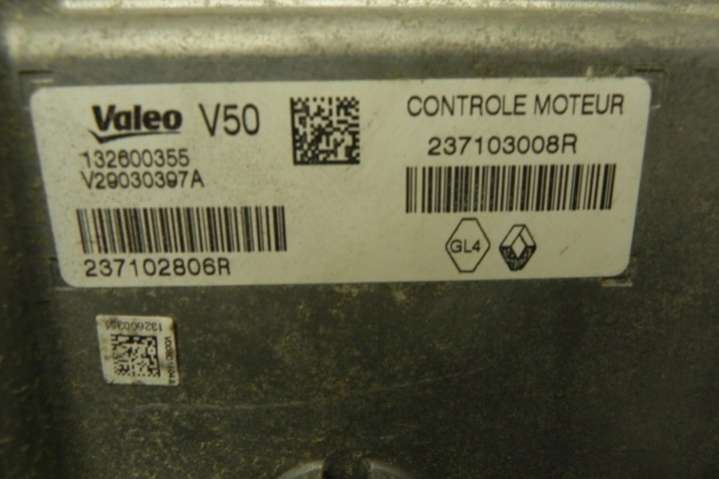 Valeo V50
132600355
V29030397A
237102806R
CONTROLE MOTEUR
237103008R
GL4